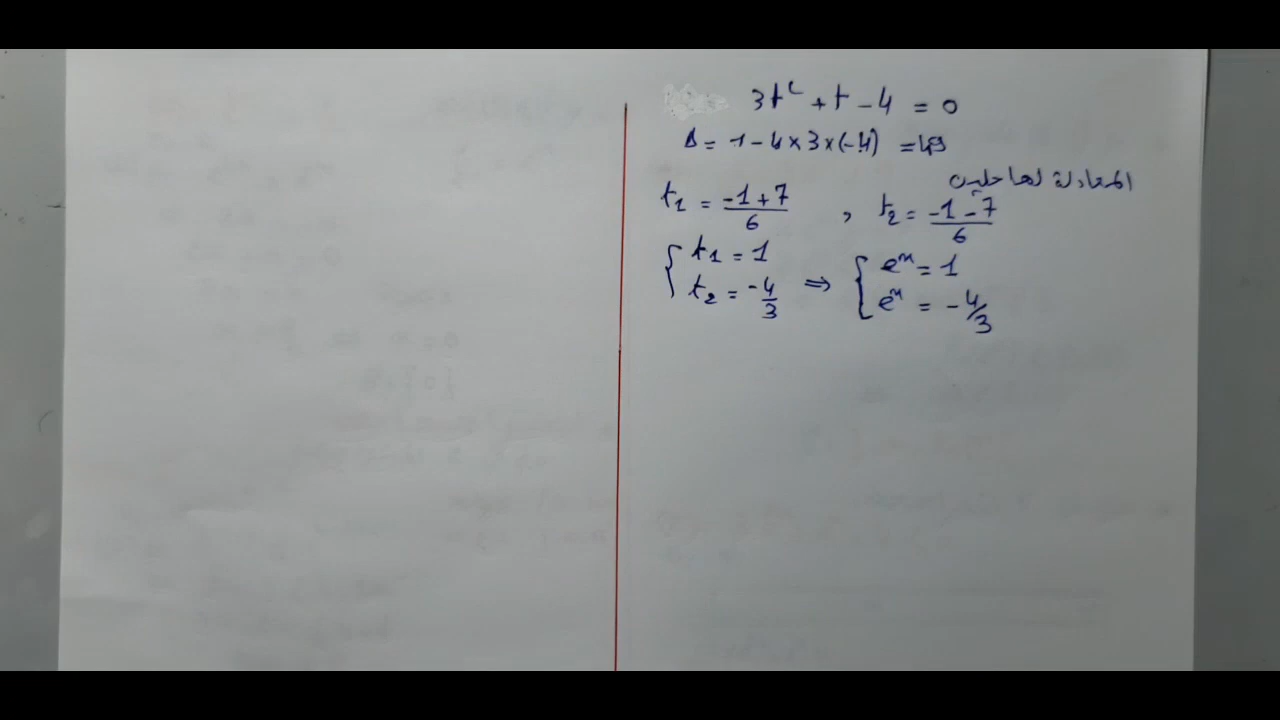 3t² + t - 4 = 0
Δ = 1 - 4 × 3 × (-4) = 49
المعادلة لها حلين
t₁ = (-1 + 7)/6 , t₂ = (-1 - 7)/6
{ t₁ = 1 ⇒ { eˣ = 1
t₂ = -4/3 eˣ = -4/3